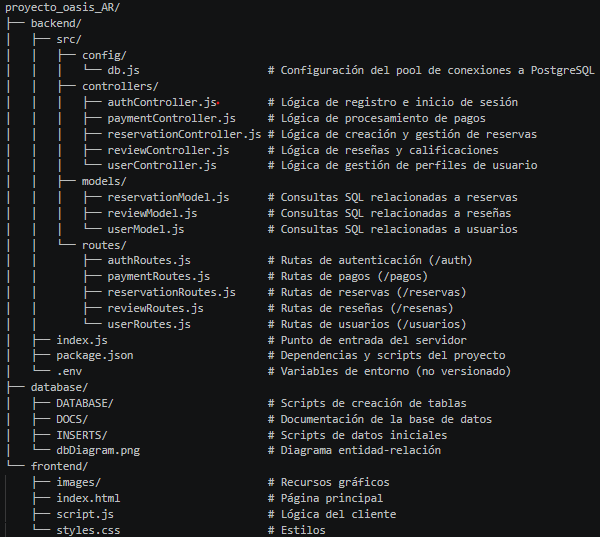 proyecto_oasis_AR/
├── backend/
│   ├── src/
│   │   ├── config/
│   │   │   └── db.js                    # Configuración del pool de conexiones a PostgreSQL
│   │   ├── controllers/
│   │   │   ├── authController.js        # Lógica de registro e inicio de sesión
│   │   │   ├── paymentController.js     # Lógica de procesamiento de pagos
│   │   │   ├── reservationController.js # Lógica de creación y gestión de reservas
│   │   │   ├── reviewController.js      # Lógica de reseñas y calificaciones
│   │   │   └── userController.js        # Lógica de gestión de perfiles de usuario
│   │   ├── models/
│   │   │   ├── reservationModel.js      # Consultas SQL relacionadas a reservas
│   │   │   ├── reviewModel.js           # Consultas SQL relacionadas a reseñas
│   │   │   └── userModel.js             # Consultas SQL relacionadas a usuarios
│   │   └── routes/
│   │       ├── authRoutes.js            # Rutas de autenticación (/auth)
│   │       ├── paymentRoutes.js         # Rutas de pagos (/pagos)
│   │       ├── reservationRoutes.js     # Rutas de reservas (/reservas)
│   │       ├── reviewRoutes.js          # Rutas de reseñas (/resenas)
│   │       └── userRoutes.js            # Rutas de usuarios (/usuarios)
│   ├── index.js                         # Punto de entrada del servidor
│   ├── package.json                     # Dependencias y scripts del proyecto
│   └── .env                             # Variables de entorno (no versionado)
├── database/
│   ├── DATABASE/                        # Scripts de creación de tablas
│   ├── DOCS/                            # Documentación de la base de datos
│   ├── INSERTS/                         # Scripts de datos iniciales
│   └── dbDiagram.png                    # Diagrama entidad-relación
└── frontend/
    ├── images/                          # Recursos gráficos
    ├── index.html                       # Página principal
    ├── script.js                        # Lógica del cliente
    └── styles.css                       # Estilos